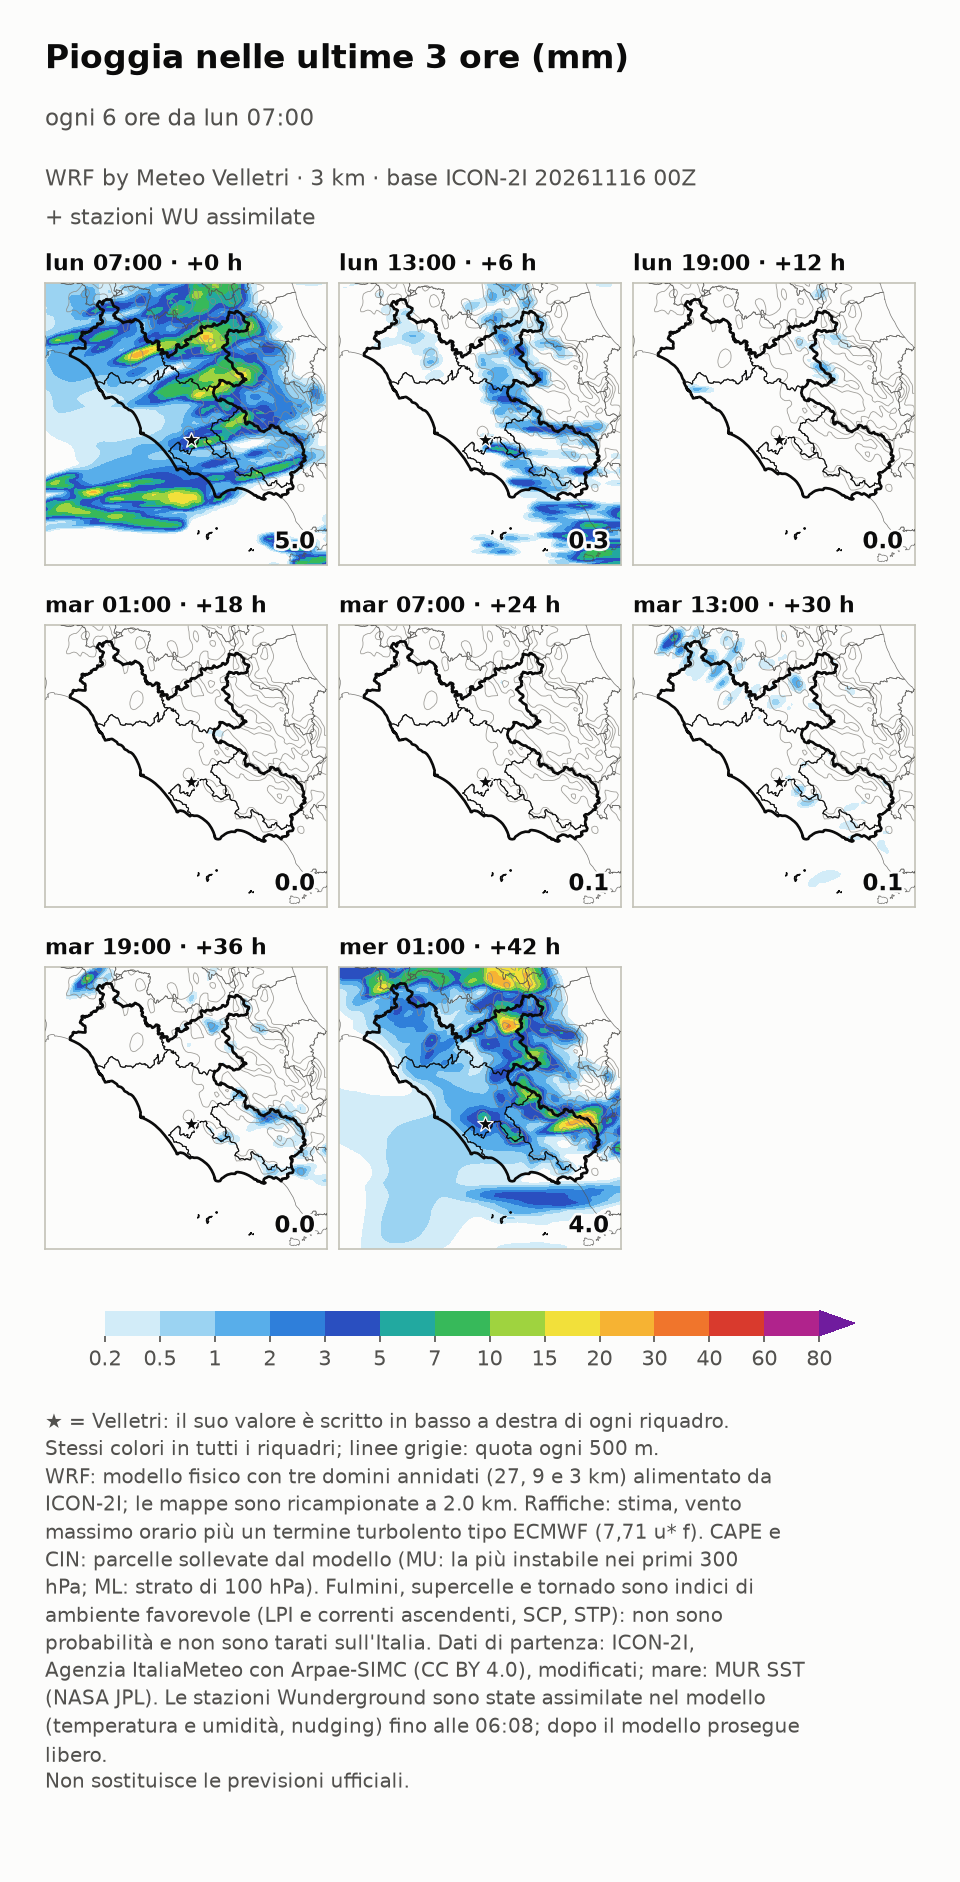 Pioggia nelle ultime 3 ore (mm)
ogni 6 ore da lun 07:00
WRF by Meteo Velletri · 3 km · base ICON-2I 20261116 00Z
+ stazioni WU assimilate
lun 07:00 · +0 h
lun 13:00 · +6 h
lun 19:00 · +12 h
5.0
0.3
0.0
mar 01:00 · +18 h
mar 07:00 · +24 h
mar 13:00 · +30 h
0.0
0.1
0.1
mar 19:00 · +36 h
mer 01:00 · +42 h
0.0
4.0
0.2 0.5 1 2 3 5 7 10 15 20 30 40 60 80
★ = Velletri: il suo valore è scritto in basso a destra di ogni riquadro.
Stessi colori in tutti i riquadri; linee grigie: quota ogni 500 m.
WRF: modello fisico con tre domini annidati (27, 9 e 3 km) alimentato da
ICON-2I; le mappe sono ricampionate a 2.0 km. Raffiche: stima, vento
massimo orario più un termine turbolento tipo ECMWF (7,71 u* f). CAPE e
CIN: parcelle sollevate dal modello (MU: la più instabile nei primi 300
hPa; ML: strato di 100 hPa). Fulmini, supercelle e tornado sono indici di
ambiente favorevole (LPI e correnti ascendenti, SCP, STP): non sono
probabilità e non sono tarati sull'Italia. Dati di partenza: ICON-2I,
Agenzia ItaliaMeteo con Arpae-SIMC (CC BY 4.0), modificati; mare: MUR SST
(NASA JPL). Le stazioni Wunderground sono state assimilate nel modello
(temperatura e umidità, nudging) fino alle 06:08; dopo il modello prosegue
libero.
Non sostituisce le previsioni ufficiali.